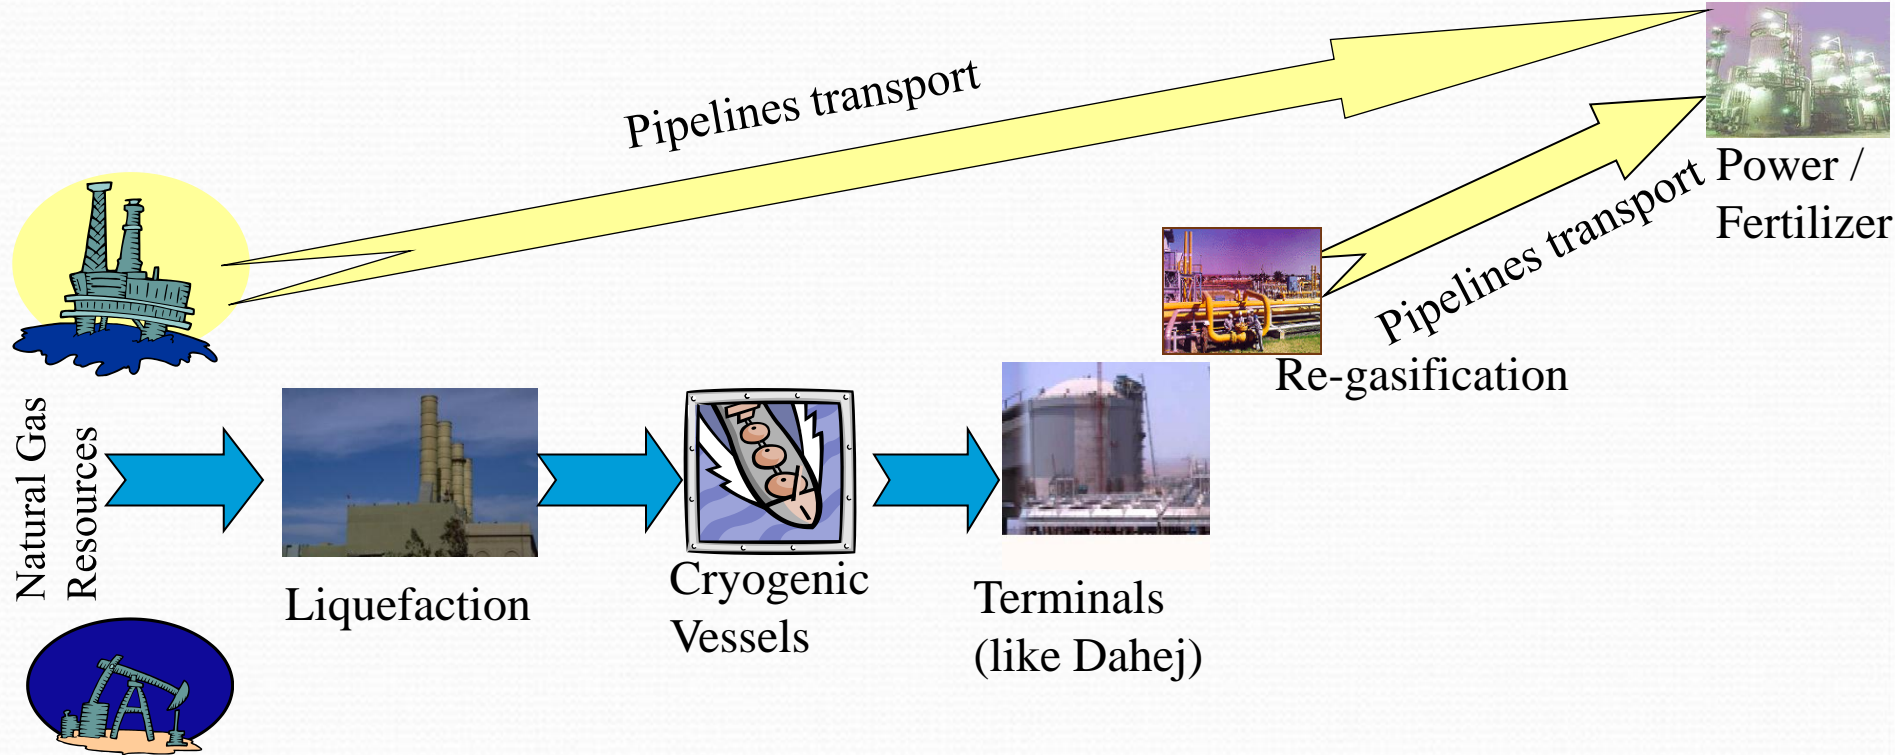 Pipelines transport
Power /
Fertilizer
Pipelines transport
Re-gasification
Natural Gas
Resources
Liquefaction
Cryogenic
Vessels
Terminals
(like Dahej)